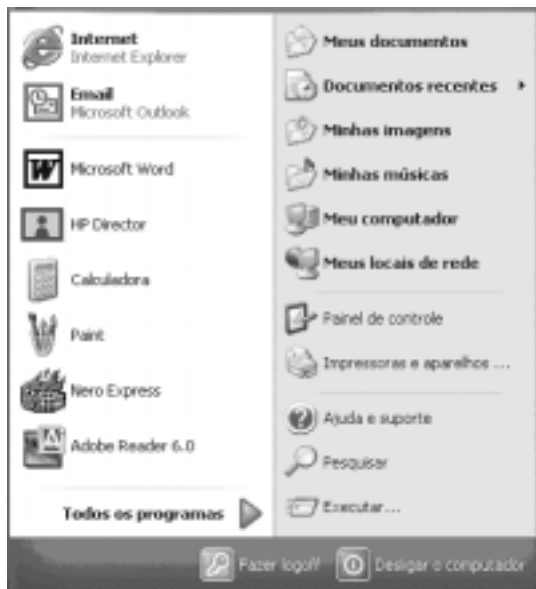 Internet
Internet Explorer
Email
Microsoft Outlook
Microsoft Word
HP Director
Calculadora
Paint
Nero Express
Adobe Reader 6.0
Todos os programas
Meus documentos
Documentos recentes
Minhas imagens
Minhas músicas
Meu computador
Meus locais de rede
Painel de controle
Impressoras e aparelhos ...
Ajuda e suporte
Pesquisar
Executar...
Fazer logoff
Desligar o computador